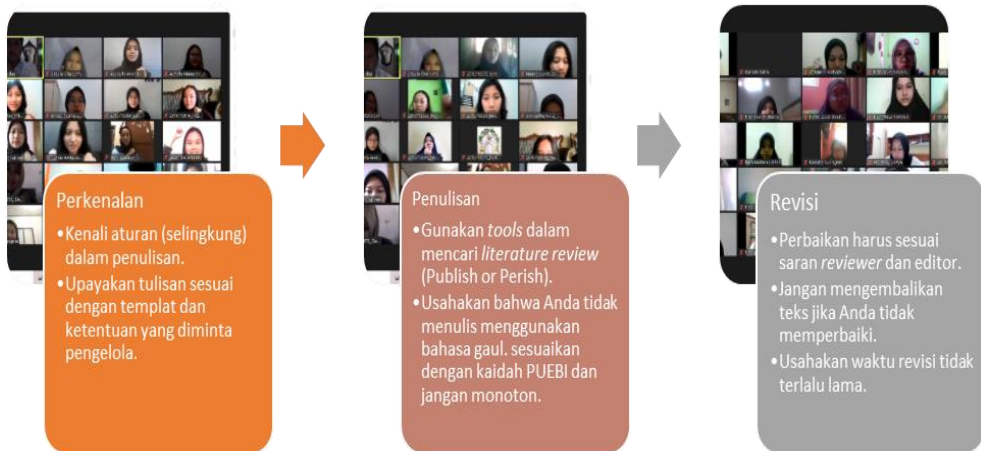 Perkenalan
•Kenali aturan (selingkung)
dalam penulisan.
•Upayakan tulisan sesuai
dengan templat dan
ketentuan yang diminta
pengelola.
Penulisan
•Gunakan tools dalam
mencari literature review
(Publish or Perish).
•Usahakan bahwa Anda tidak
menulis menggunakan
bahasa gaul. sesuaikan
dengan kaidah PUEBI dan
jangan monoton.
Revisi
•Perbaikan harus sesuai
saran reviewer dan editor.
•Jangan mengembalikan
teks jika Anda tidak
memperbaiki.
•Usahakan waktu revisi tidak
terlalu lama.